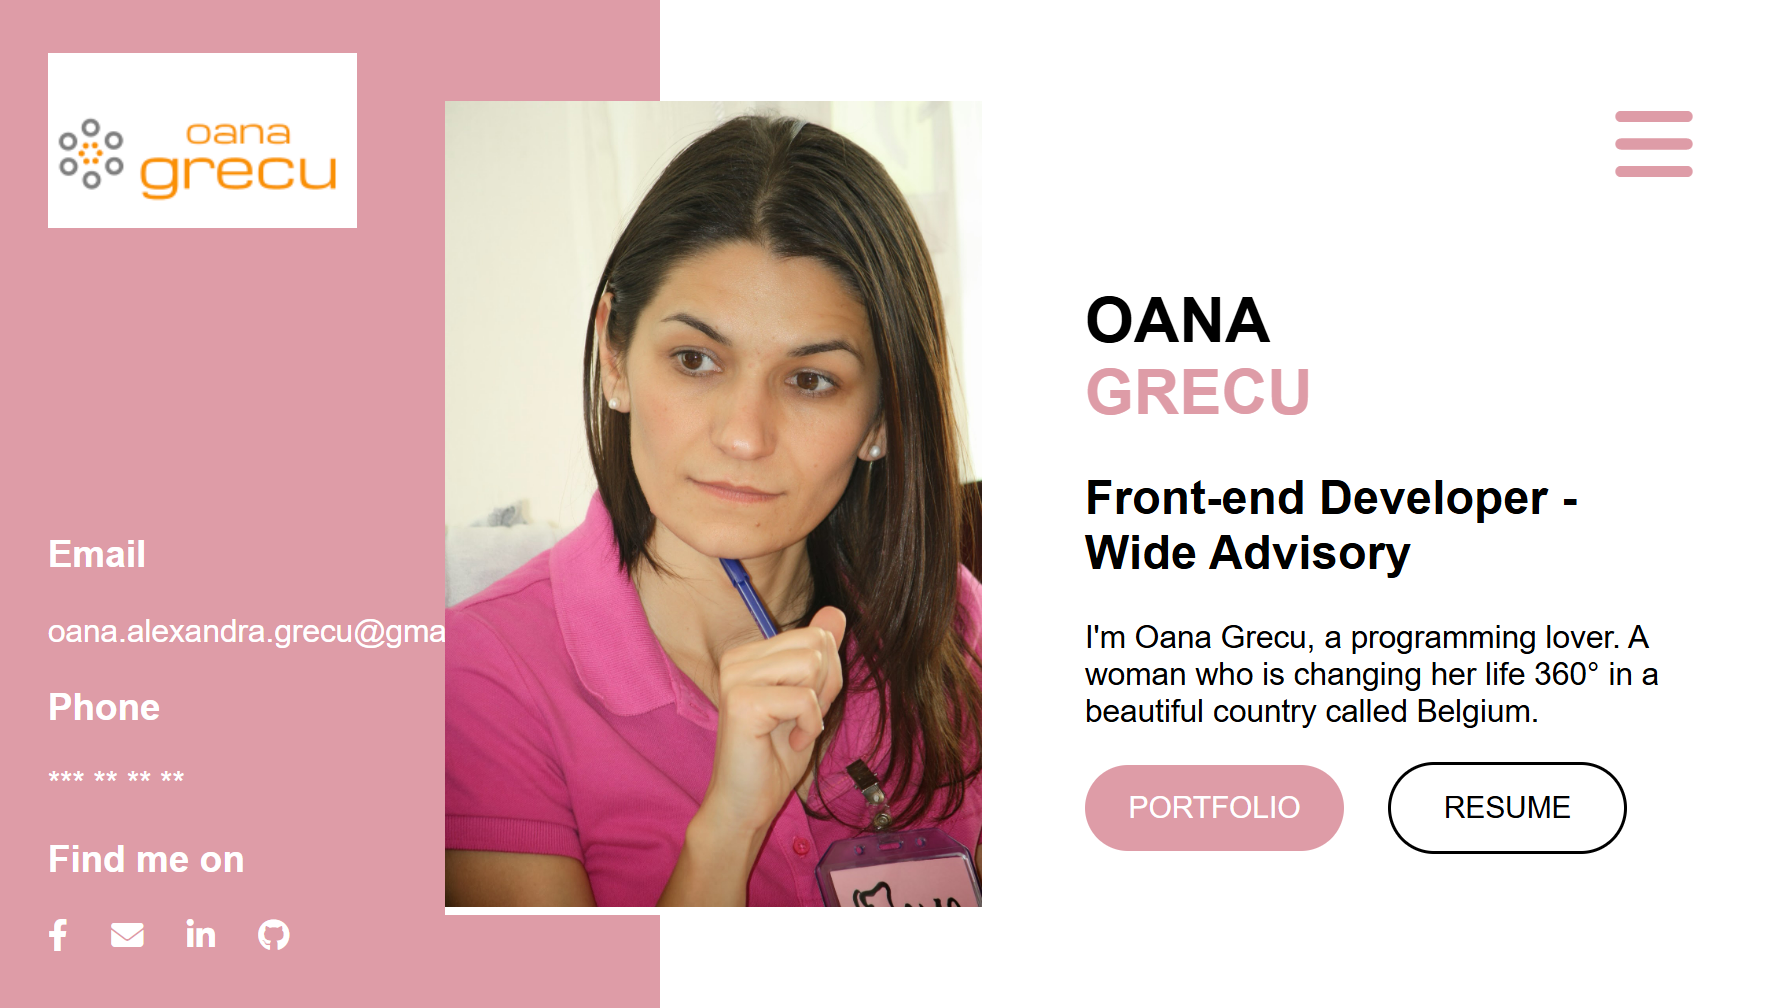 oana
grecu
Email
oana.alexandra.grecu@gma
Phone
*** ** ** **
Find me on
OANA
GRECU
Front-end Developer -
Wide Advisory
I'm Oana Grecu, a programming lover. A
woman who is changing her life 360° in a
beautiful country called Belgium.
PORTFOLIO
RESUME